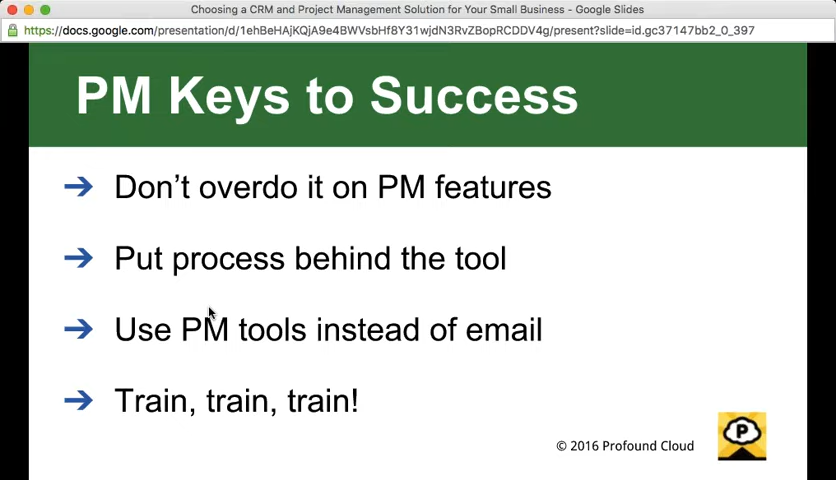 Choosing a CRM and Project Management Solution for Your Small Business - Google Slides
https://docs.google.com/presentation/d/1ehBeHAjKQjA9e4BWVsbHf8Y31wjdN3RvZBopRCDDV4g/present?slide=id.gc37147bb2_0_397
PM Keys to Success
➔ Don’t overdo it on PM features
➔ Put process behind the tool
➔ Use PM tools instead of email
➔ Train, train, train!
© 2016 Profound Cloud
P